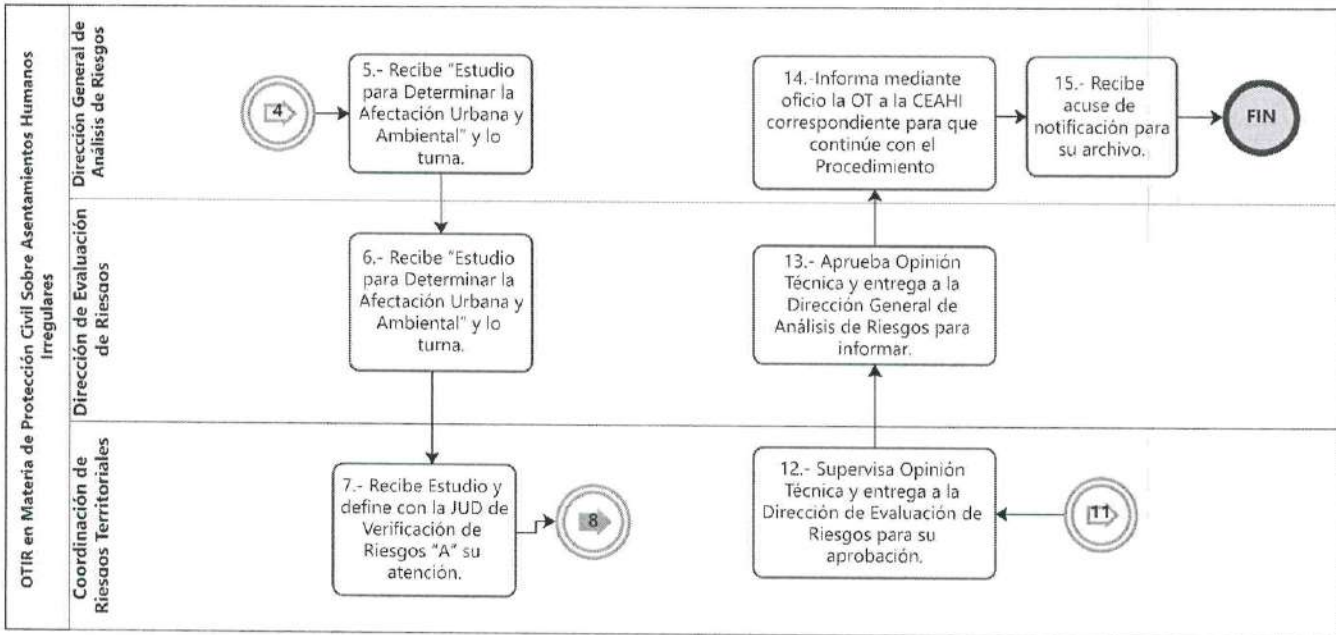 OTIR en Materia de Protección Civil Sobre Asentamientos Humanos
Irregulares
Dirección General de
Análisis de Riesgos
4
5.- Recibe "Estudio
para Determinar la
Afectación Urbana y
Ambiental" y lo
turna.
14.-Informa mediante
oficio la OT a la CEAHI
correspondiente para que
continúe con el
Procedimiento
15.- Recibe
acuse de
notificación para
su archivo.
FIN
Dirección de Evaluación
de Riesgos
6.- Recibe "Estudio
para Determinar la
Afectación Urbana y
Ambiental" y lo
turna.
13.- Aprueba Opinión
Técnica y entrega a la
Dirección General de
Análisis de Riesgos para
informar.
Coordinación de
Riesgos Territoriales
7.- Recibe Estudio y
define con la JUD de
Verificación de
Riesgos "A" su
atención.
8
12.- Supervisa Opinión
Técnica y entrega a la
Dirección de Evaluación de
Riesgos para su
aprobación.
11